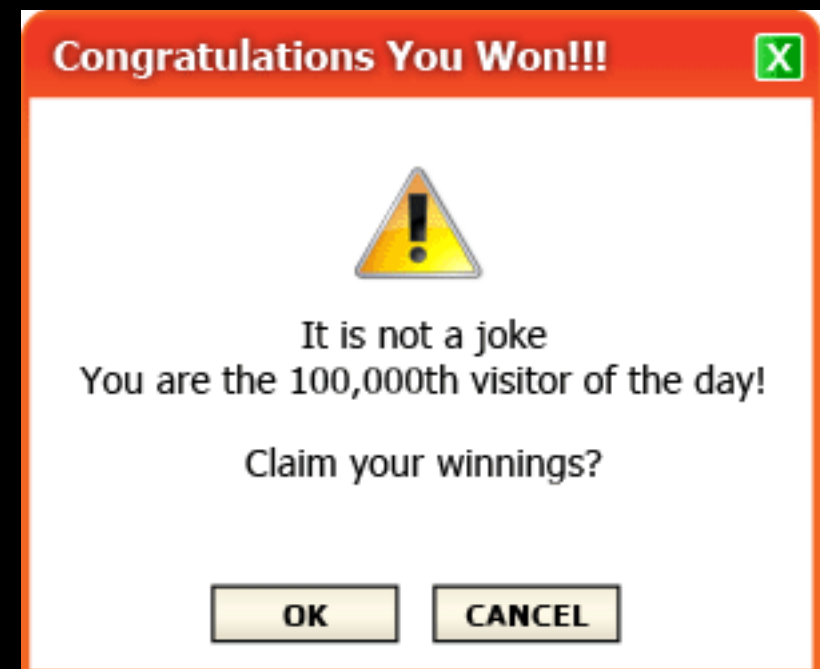 Congratulations You Won!!!
X
It is not a joke
You are the 100,000th visitor of the day!
Claim your winnings?
OK
CANCEL